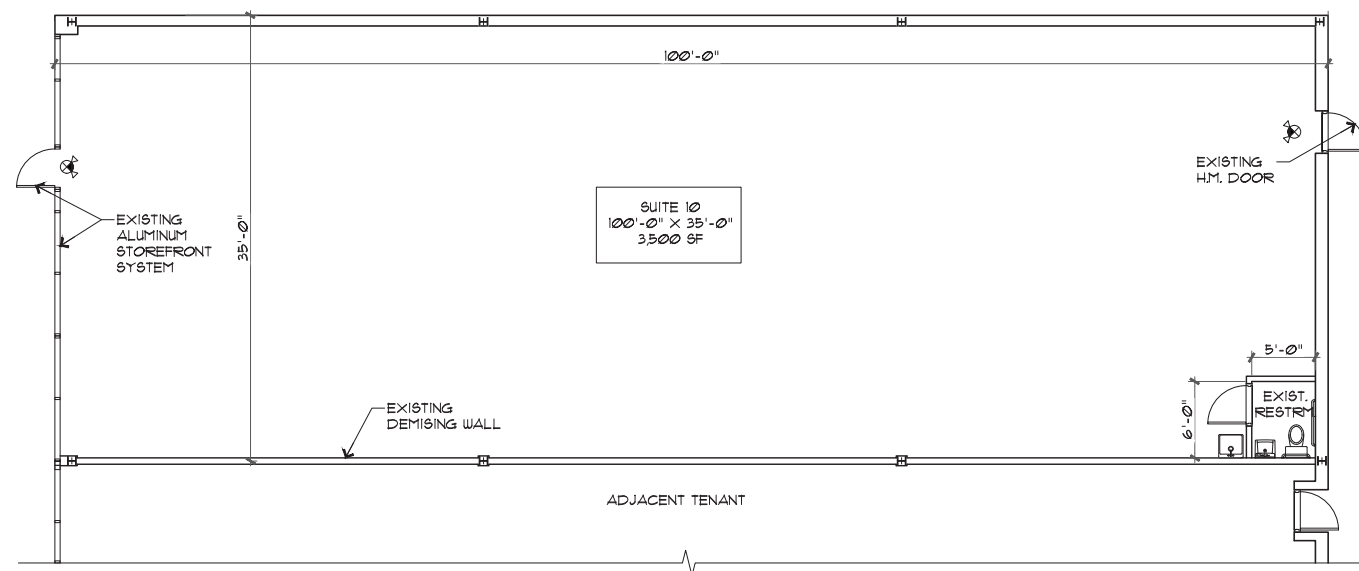 100'-0"
EXISTING
H.M. DOOR
SUITE 10
100'-0" X 35'-0"
3,500 SF
EXISTING
ALUMINUM
STOREFRONT
SYSTEM
35'-0"
5'-0"
EXIST.
RESTRM
6'-0"
EXISTING
DEMISING WALL
ADJACENT TENANT